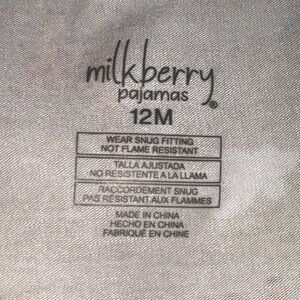 milkberry
pajamas
12M
WEAR SNUG FITTING
NOT FLAME RESISTANT
TALLA AJUSTADA
NO RESISTENTE A LA LLAMA
RACCORDEMENT SNUG
PAS RÉSISTANT AUX FLAMMES
MADE IN CHINA
HECHO EN CHINA
FABRIQUÉ EN CHINE